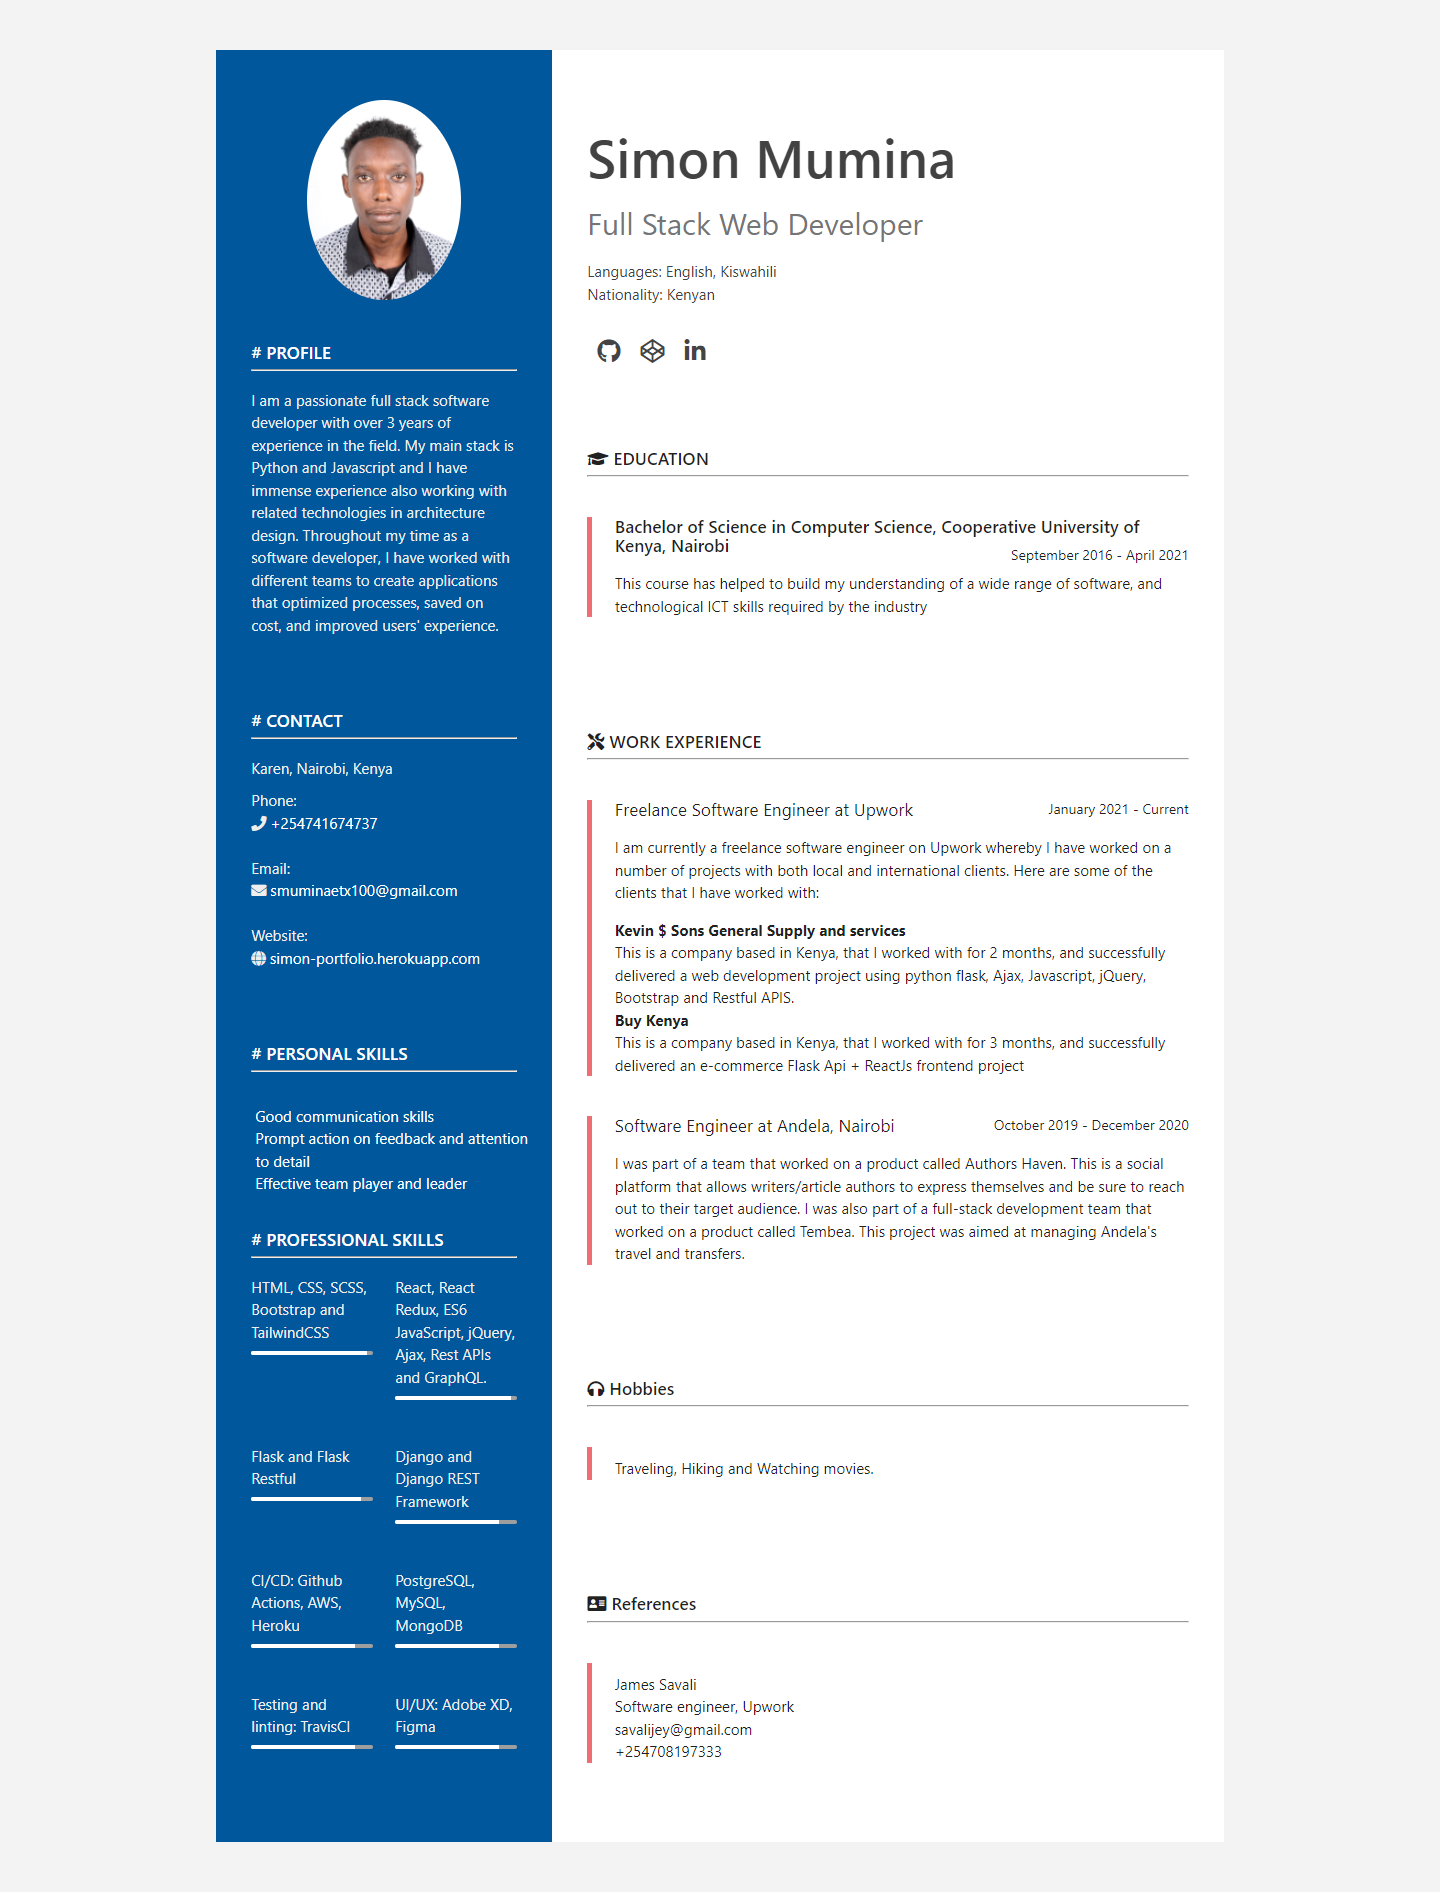 # PROFILE
I am a passionate full stack software
developer with over 3 years of
experience in the field. My main stack is
Python and Javascript and I have
immense experience also working with
related technologies in architecture
design. Throughout my time as a
software developer, I have worked with
different teams to create applications
that optimized processes, saved on
cost, and improved users' experience.
# CONTACT
Karen, Nairobi, Kenya
Phone:
+254741674737
Email:
smuminaetx100@gmail.com
Website:
simon-portfolio.herokuapp.com
# PERSONAL SKILLS
Good communication skills
Prompt action on feedback and attention
to detail
Effective team player and leader
# PROFESSIONAL SKILLS
HTML, CSS, SCSS,
Bootstrap and
TailwindCSS
React, React
Redux, ES6
JavaScript, jQuery,
Ajax, Rest APIs
and GraphQL.
Flask and Flask
Restful
Django and
Django REST
Framework
CI/CD: Github
Actions, AWS,
Heroku
PostgreSQL,
MySQL,
MongoDB
Testing and
linting: TravisCI
UI/UX: Adobe XD,
Figma
Simon Mumina
Full Stack Web Developer
Languages: English, Kiswahili
Nationality: Kenyan
EDUCATION
Bachelor of Science in Computer Science, Cooperative University of
Kenya, Nairobi
September 2016 - April 2021
This course has helped to build my understanding of a wide range of software, and
technological ICT skills required by the industry
WORK EXPERIENCE
Freelance Software Engineer at Upwork January 2021 - Current
I am currently a freelance software engineer on Upwork whereby I have worked on a
number of projects with both local and international clients. Here are some of the
clients that I have worked with:
Kevin $ Sons General Supply and services
This is a company based in Kenya, that I worked with for 2 months, and successfully
delivered a web development project using python flask, Ajax, Javascript, jQuery,
Bootstrap and Restful APIS.
Buy Kenya
This is a company based in Kenya, that I worked with for 3 months, and successfully
delivered an e-commerce Flask Api + ReactJs frontend project
Software Engineer at Andela, Nairobi October 2019 - December 2020
I was part of a team that worked on a product called Authors Haven. This is a social
platform that allows writers/article authors to express themselves and be sure to reach
out to their target audience. I was also part of a full-stack development team that
worked on a product called Tembea. This project was aimed at managing Andela's
travel and transfers.
Hobbies
Traveling, Hiking and Watching movies.
References
James Savali
Software engineer, Upwork
savalijey@gmail.com
+254708197333